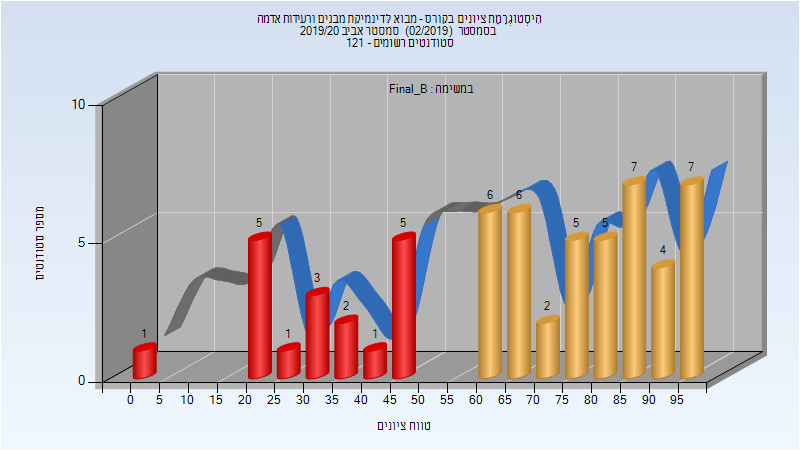 היסטוגרמת ציונים בקורס - מבוא לדינמיקת מבנים ורעידות אדמה
בסמסטר (02/2019) סמסטר אביב 2019/20
סטודנטים רשומים - 121
במשימה : Final_B
מספר סטודנטים
10
5
0
1
5
1
3
2
1
5
6
6
2
5
5
7
4
7
0 5 10 15 20 25 30 35 40 45 50 55 60 65 70 75 80 85 90 95
טווח ציונים